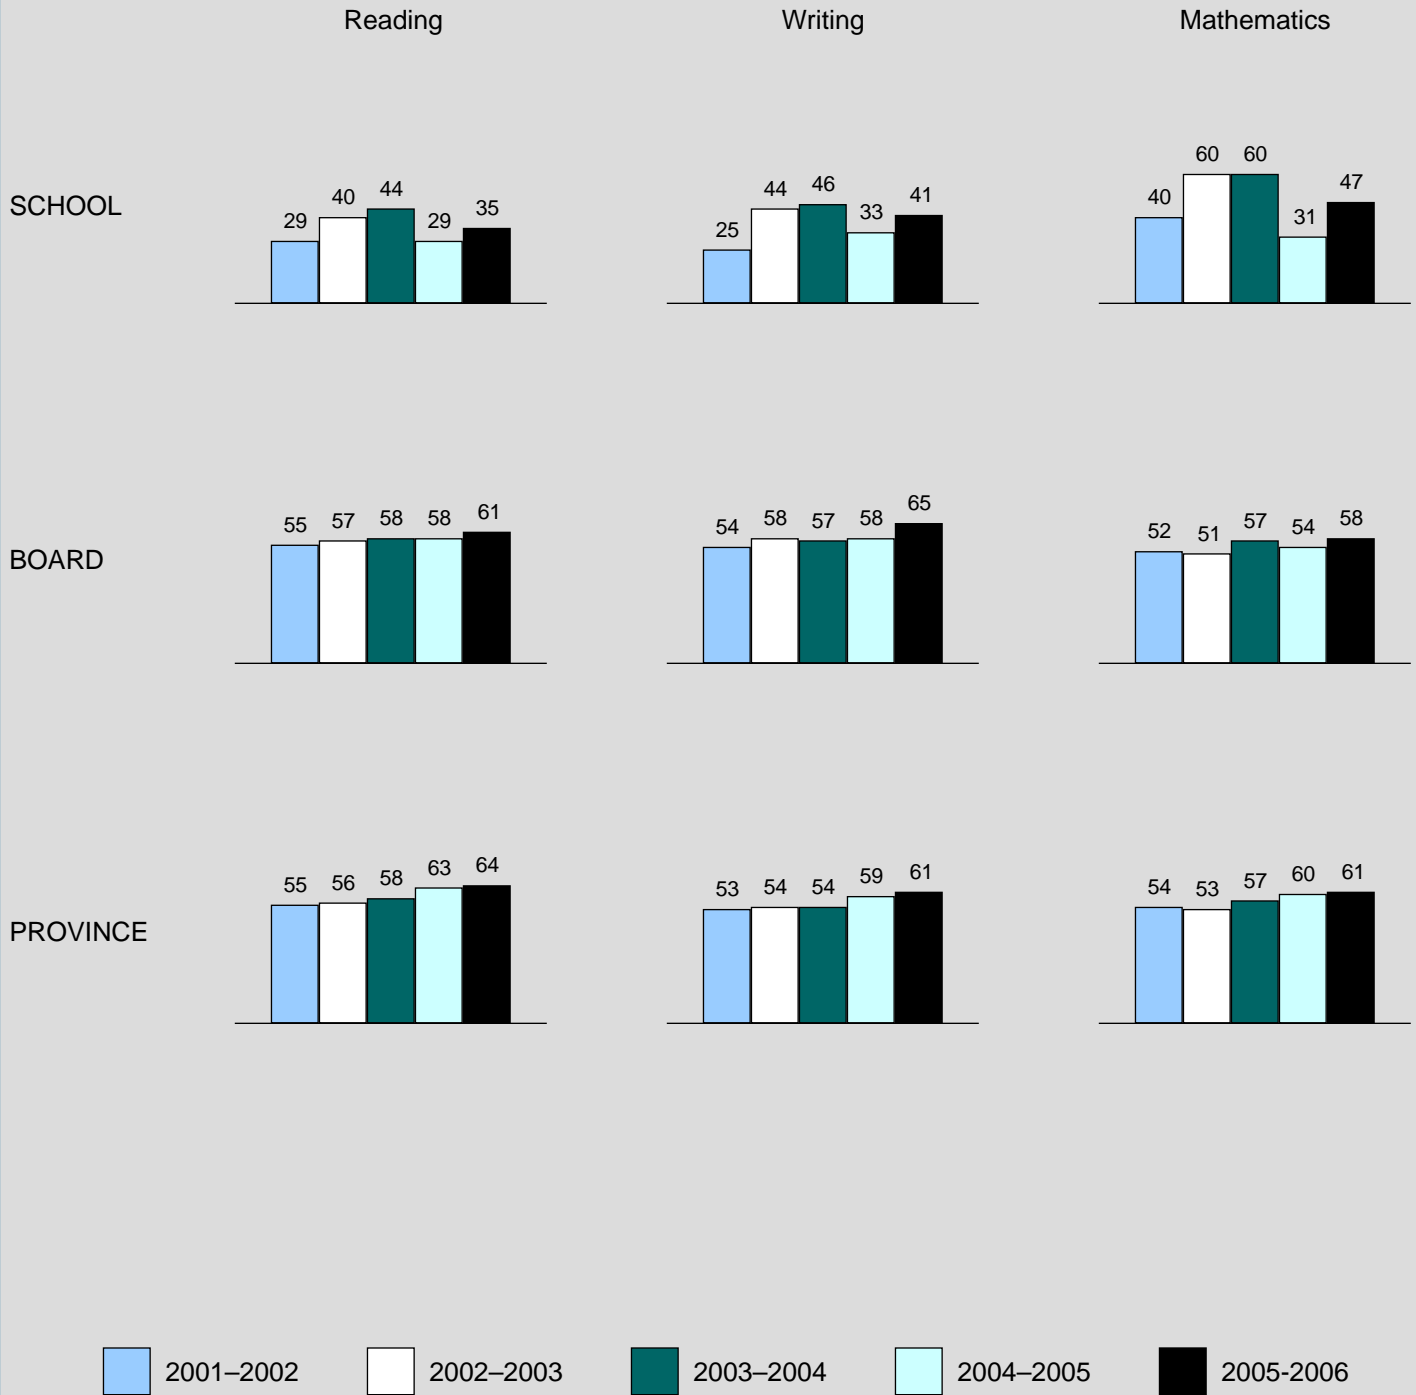 Reading Writing Mathematics
SCHOOL
29 40 44 29 35
25 44 46 33 41
40 60 60 31 47
BOARD
55 57 58 58 61
54 58 57 58 65
52 51 57 54 58
PROVINCE
55 56 58 63 64
53 54 54 59 61
54 53 57 60 61
2001–2002 2002–2003 2003–2004 2004–2005 2005-2006